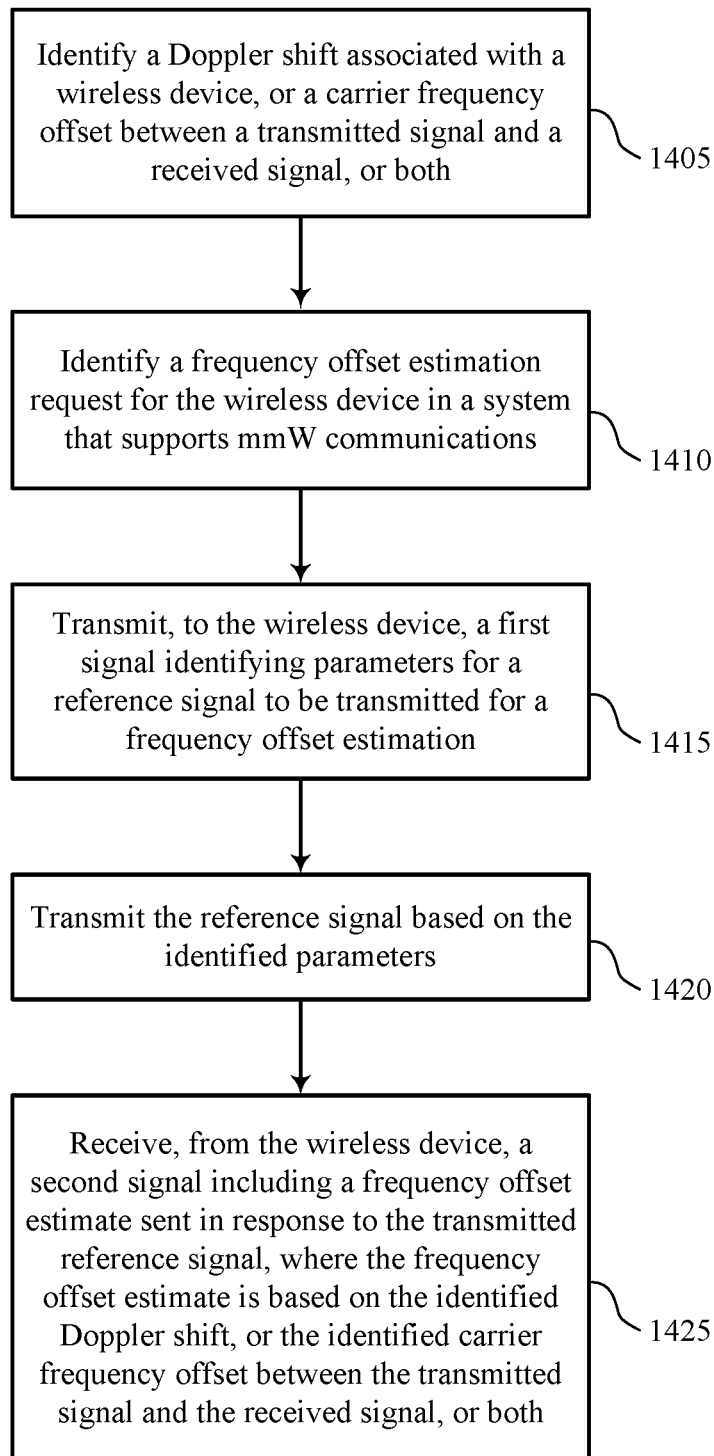 Identify a Doppler shift associated with a
wireless device, or a carrier frequency
offset between a transmitted signal and a
received signal, or both
1405
Identify a frequency offset estimation
request for the wireless device in a system
that supports mmW communications
1410
Transmit, to the wireless device, a first
signal identifying parameters for a
reference signal to be transmitted for a
frequency offset estimation
1415
Transmit the reference signal based on the
identified parameters
1420
Receive, from the wireless device, a
second signal including a frequency offset
estimate sent in response to the transmitted
reference signal, where the frequency
offset estimate is based on the identified
Doppler shift, or the identified carrier
frequency offset between the transmitted
signal and the received signal, or both
1425